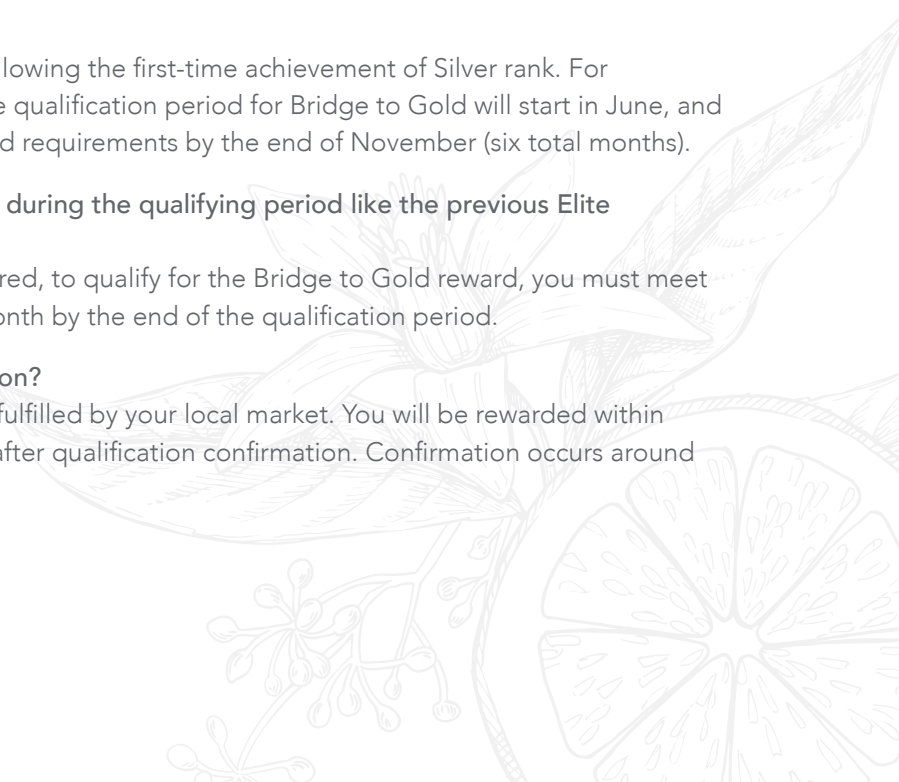 lowing the first-time achievement of Silver rank. For
qualification period for Bridge to Gold will start in June, and
requirements by the end of November (six total months).
during the qualifying period like the previous Elite
to qualify for the Bridge to Gold reward, you must meet
by the end of the qualification period.
on?
fulfilled by your local market. You will be rewarded within
after qualification confirmation. Confirmation occurs around